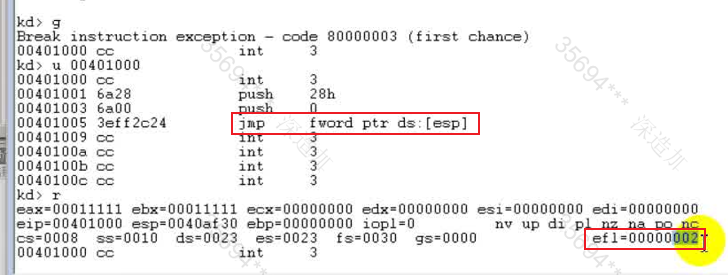 kd> g
Break instruction exception - code 80000003 (first chance)
00401000 cc int 3
kd> u 00401000
00401000 cc int 3
00401001 6a28 push 28h
00401003 6a00 push 0
00401005 3eff2c24 jmp fword ptr ds:[esp]
00401009 cc int 3
0040100a cc int 3
0040100b cc int 3
0040100c cc int 3
kd> r
eax=00011111 ebx=00011111 ecx=00000000 edx=00000000 esi=00000000 edi=00000000
eip=00401000 esp=0040af30 ebp=00000000 iopl=0 nv up di pl nz na po nc
cs=0008 ss=0010 ds=0023 es=0023 fs=0030 gs=0000 efl=00000002
00401000 cc int 3
35694*** 深造加
35694*** 深造加